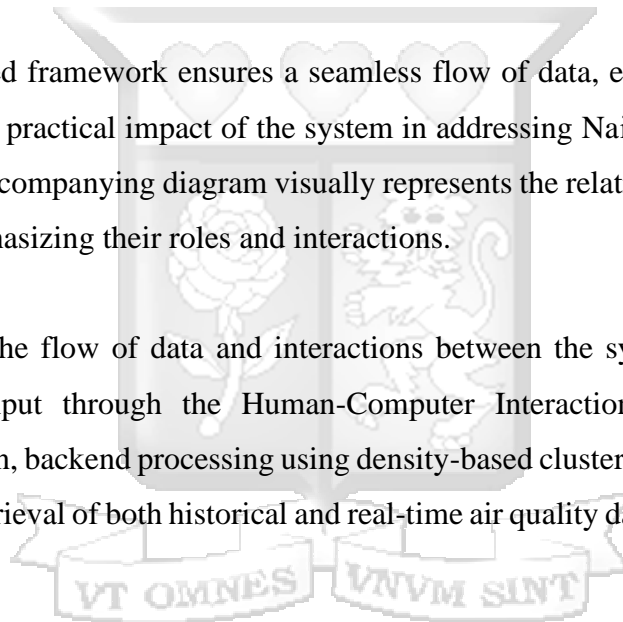 ed framework ensures a seamless flow of data, e
practical impact of the system in addressing Nai
ccompanying diagram visually represents the relat
hasizing their roles and interactions.
he flow of data and interactions between the sy
put through the Human-Computer Interaction
n, backend processing using density-based cluster
rieval of both historical and real-time air quality da
VT OMNES VNVM SINT